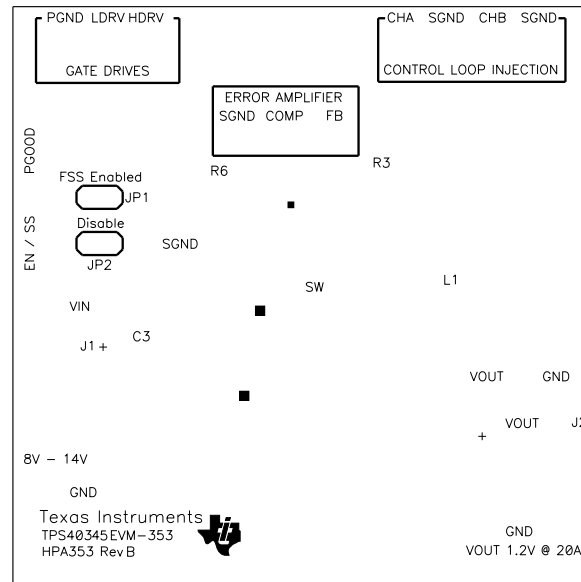 PGND LDRV HDRV
GATE DRIVES
CHA SGND CHB SGND
CONTROL LOOP INJECTION
ERROR AMPLIFIER
SGND COMP FB
PGOOD
R6
R3
FSS Enabled
JP1
Disable
JP2
EN / SS
SGND
SW
L1
VIN
J1 +
C3
VOUT GND
VOUT J2
+
8V - 14V
GND
Texas Instruments
TPS40345EVM-353
HPA353 Rev B
GND
VOUT 1.2V @ 20A